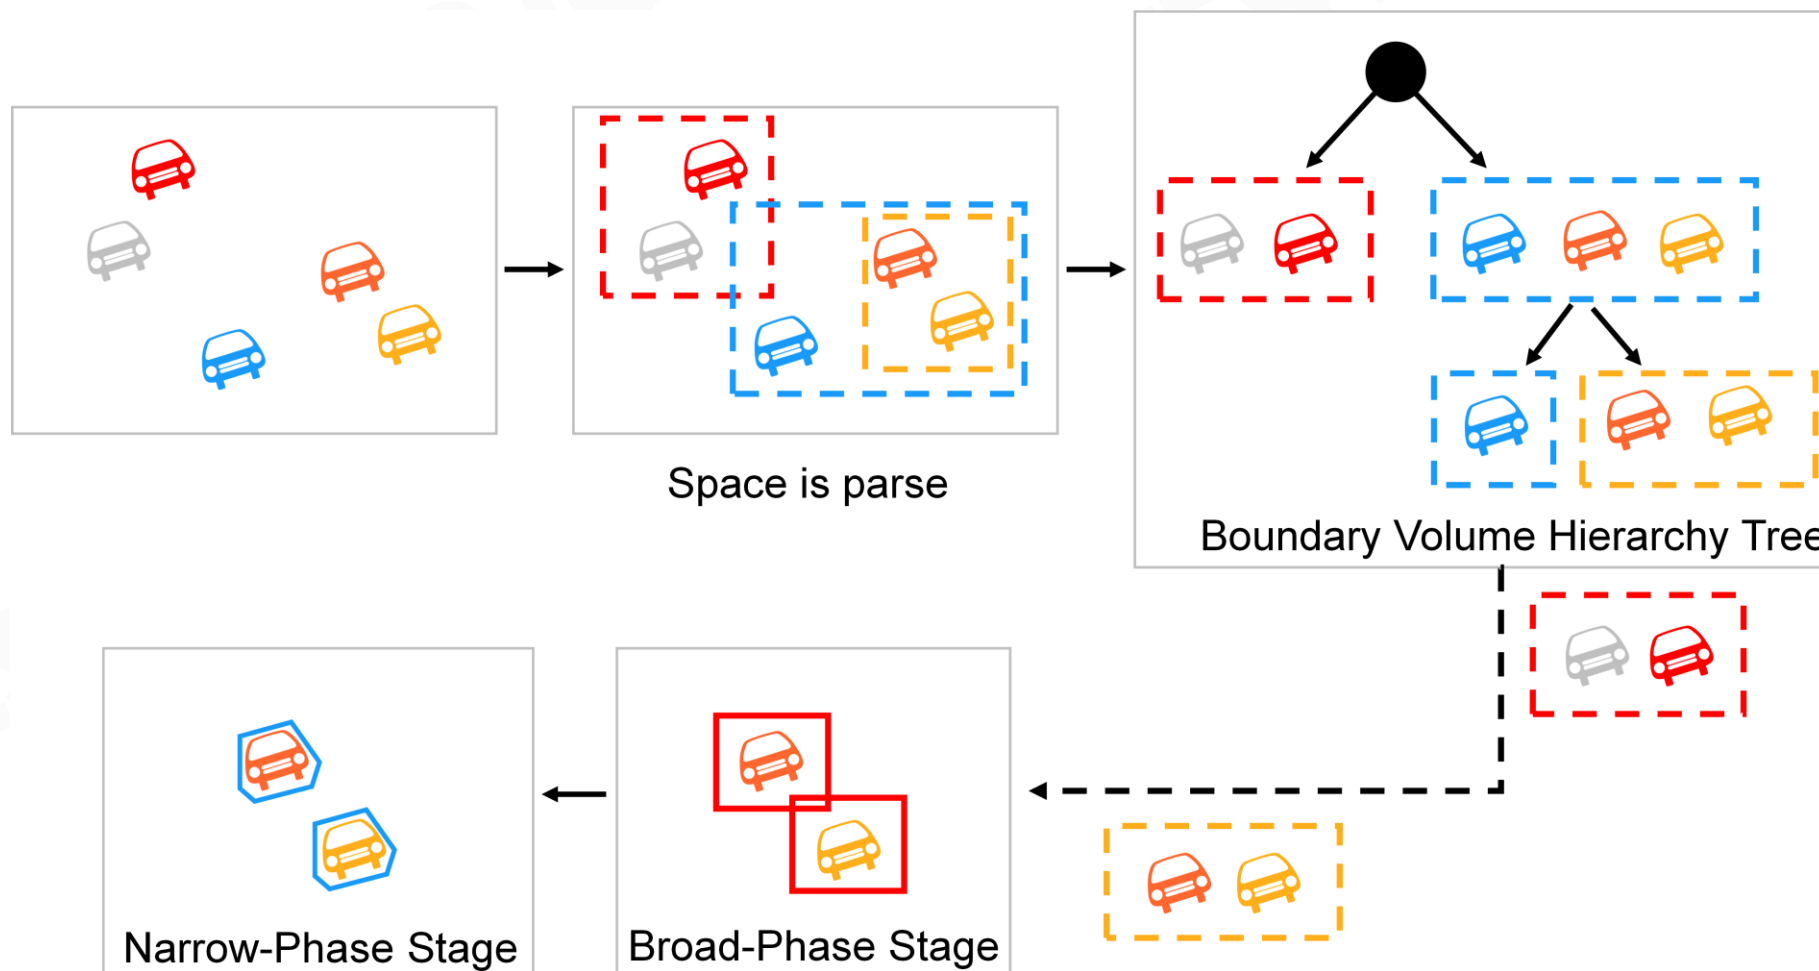 Space is parse
Boundary Volume Hierarchy Tree
Narrow-Phase Stage
Broad-Phase Stage